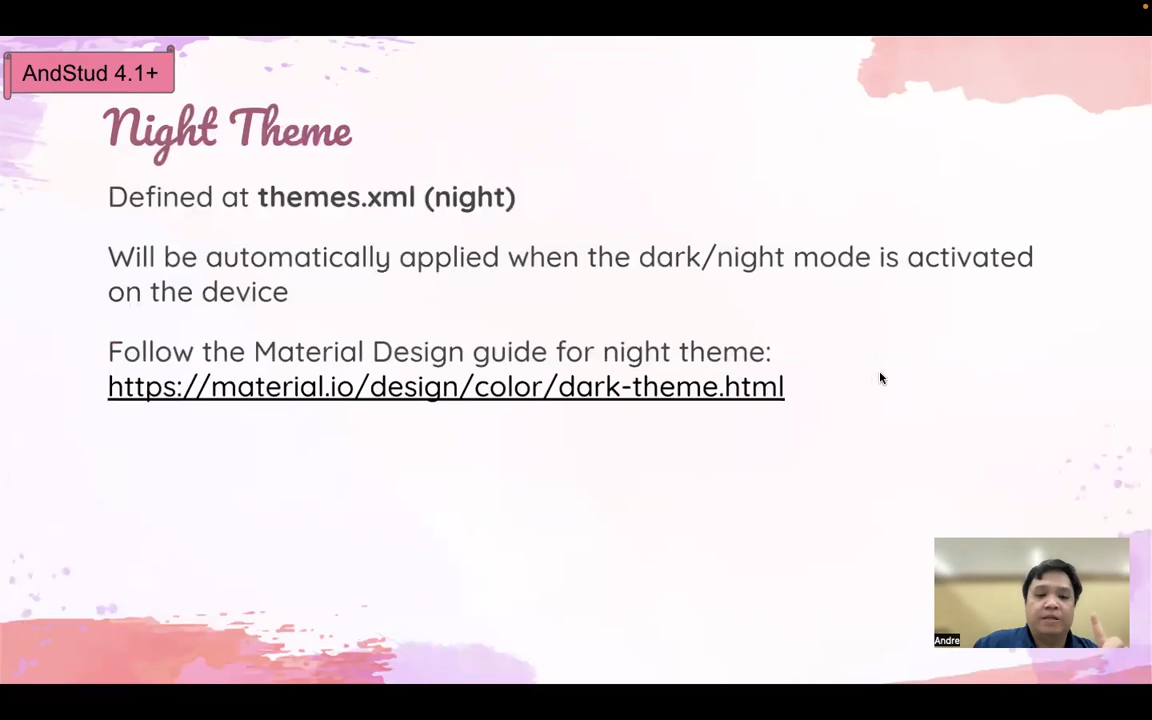 AndStud 4.1+
Night Theme
Defined at themes.xml (night)
Will be automatically applied when the dark/night mode is activated
on the device
Follow the Material Design guide for night theme:
https://material.io/design/color/dark-theme.html
Andre